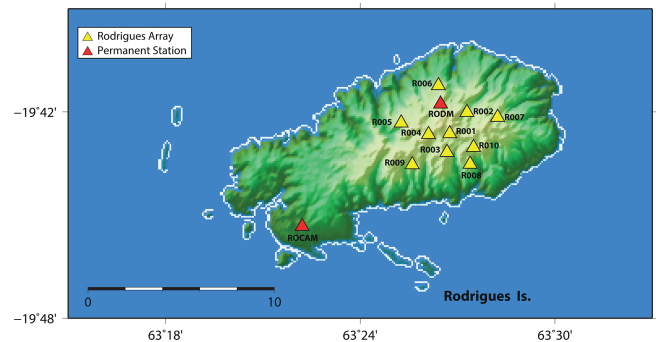 Rodrigues Array
Permanent Station
R006
RODM
−19°42'
R002
R007
R005
R004
R001
R003
R010
R009
R008
ROCAM
0
10
Rodrigues Is.
−19°48'
63°18'
63°24'
63°30'